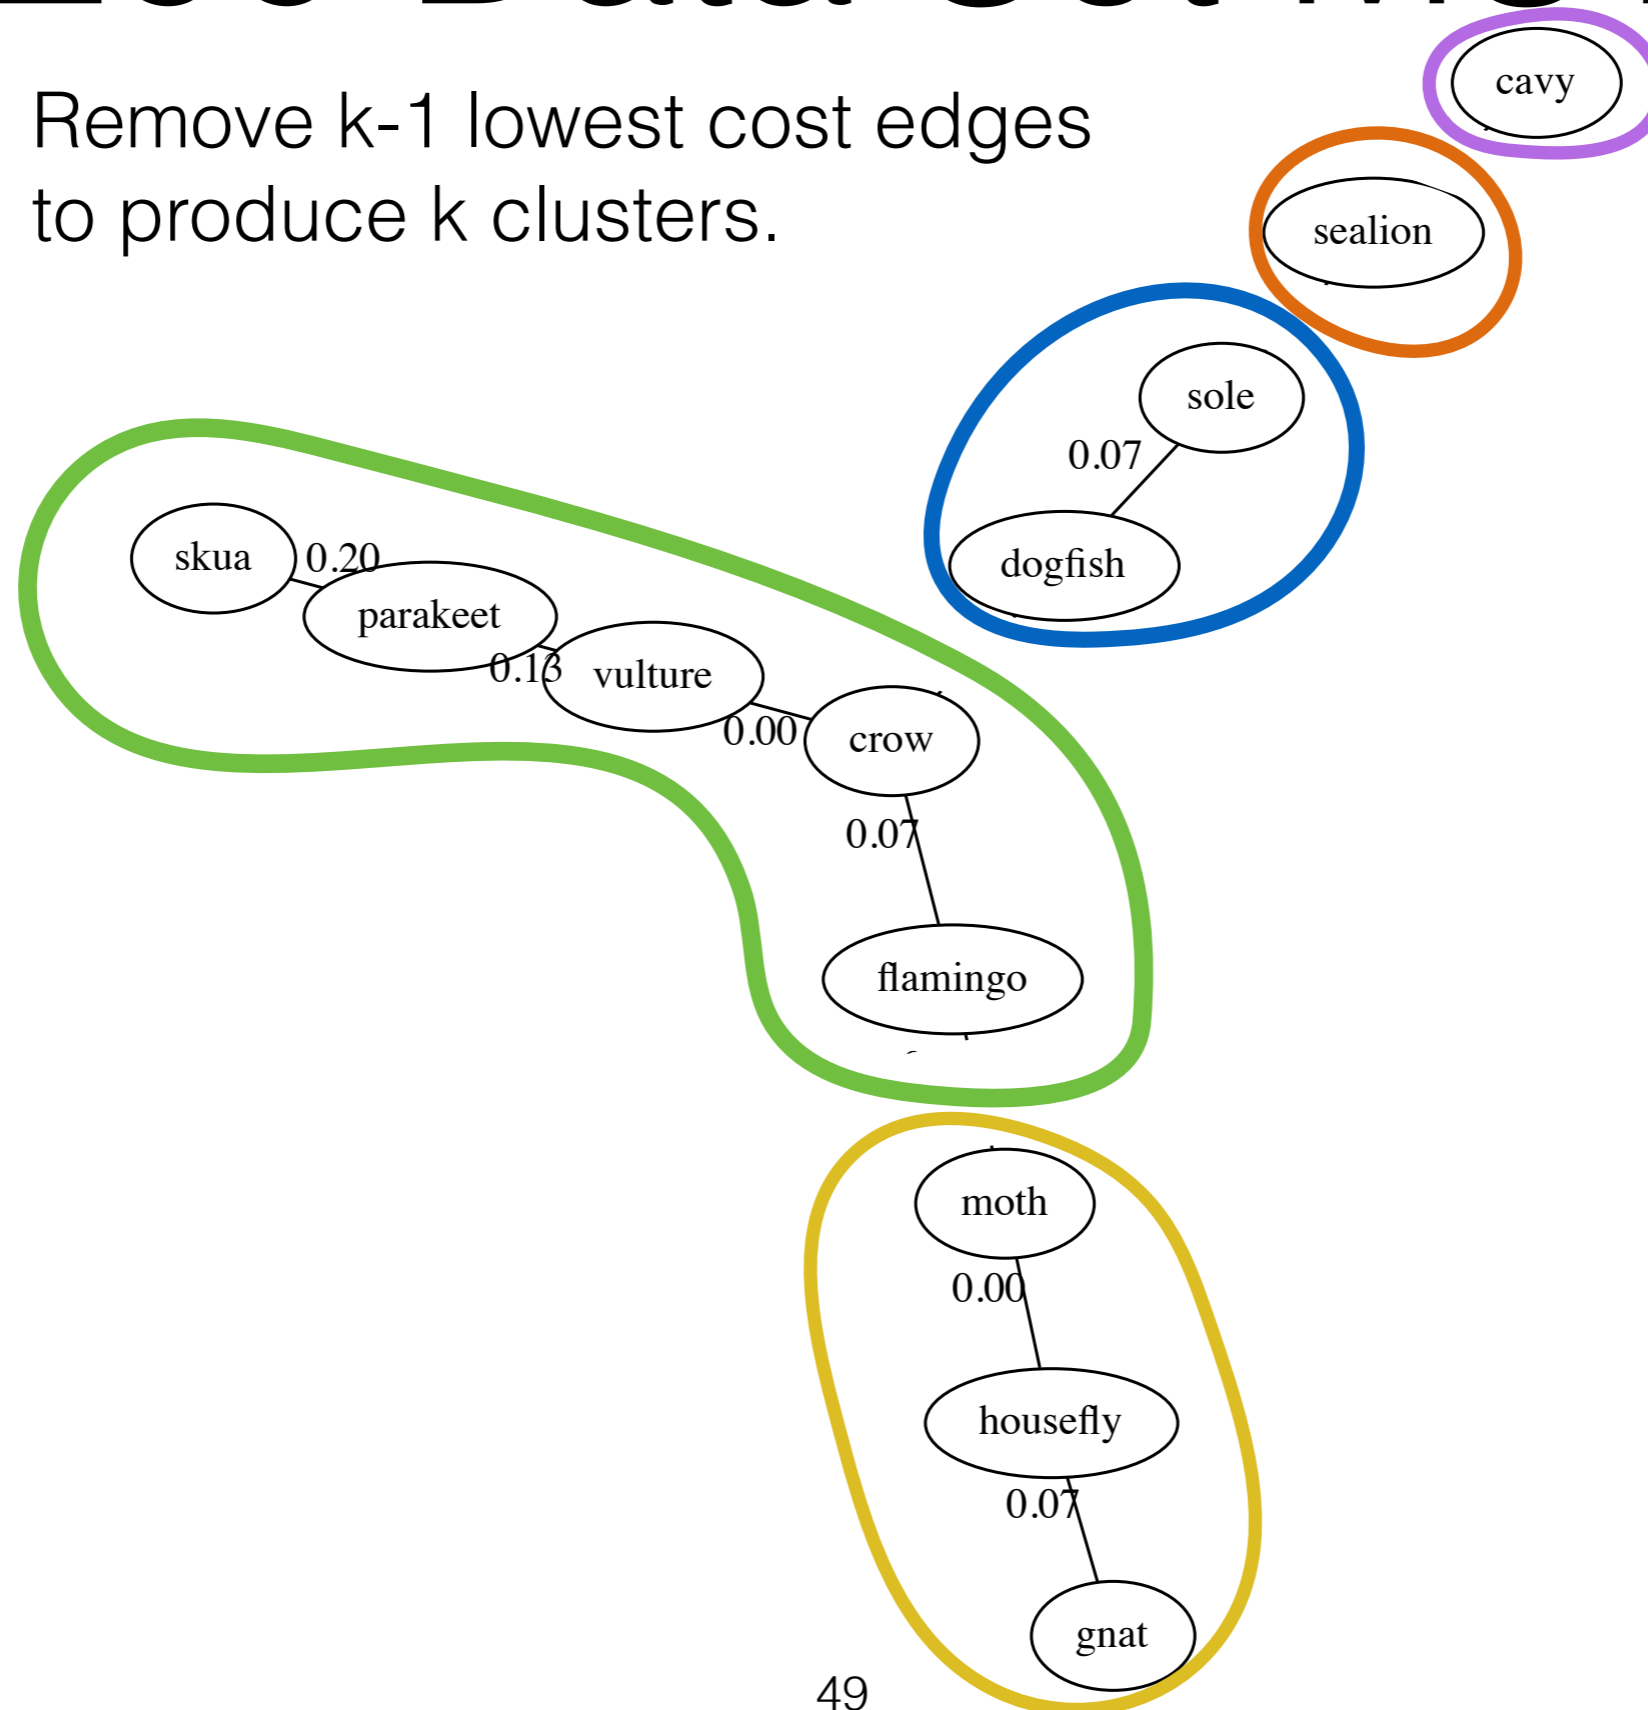 Remove k-1 lowest cost edges
to produce k clusters.
cavy
sealion
sole
0.07
dogfish
skua
0.20
parakeet
0.13
vulture
0.00
crow
0.07
flamingo
moth
0.00
housefly
0.07
gnat
49